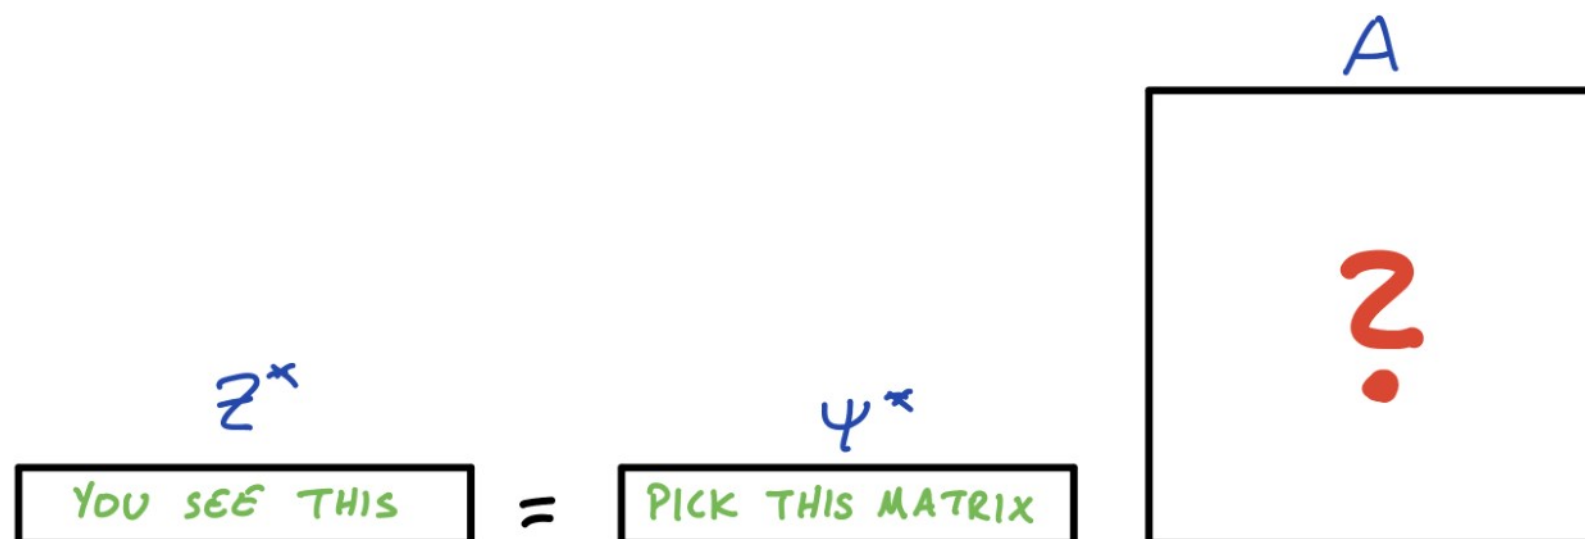 A
?
Z*
ψ*
YOU SEE THIS
=
PICK THIS MATRIX